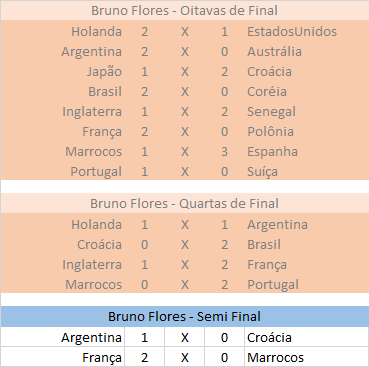 Bruno Flores - Oitavas de Final
Holanda 2 X 1 EstadosUnidos
Argentina 2 X 0 Austrália
Japão 1 X 2 Croácia
Brasil 2 X 0 Coréia
Inglaterra 1 X 2 Senegal
França 2 X 0 Polônia
Marrocos 1 X 3 Espanha
Portugal 1 X 0 Suíça
Bruno Flores - Quartas de Final
Holanda 1 X 1 Argentina
Croácia 0 X 2 Brasil
Inglaterra 1 X 2 França
Marrocos 0 X 2 Portugal
Bruno Flores - Semi Final
Argentina 1 X 0 Croácia
França 2 X 0 Marrocos